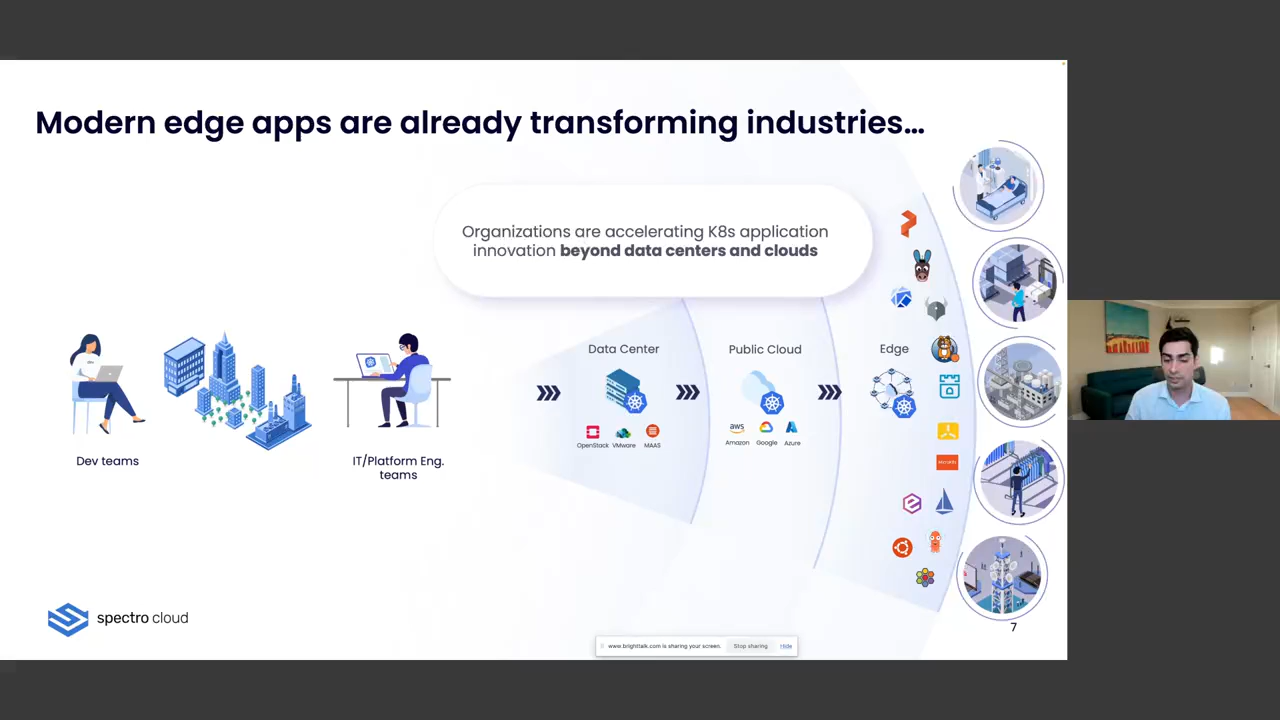 Modern edge apps are already transforming industries...
Organizations are accelerating K8s application
innovation beyond data centers and clouds
Data Center
Public Cloud
Edge
OpenStack
VMware
MAAS
aws
Amazon
Google
Azure
Dev teams
IT/Platform Eng.
teams
spectro cloud
7
www.brighttalk.com is sharing your screen.
Stop sharing
Hide